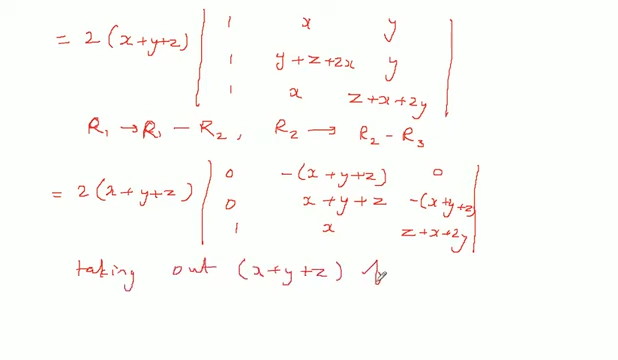 1 x y
= 2 (x+y+z) | 1 y+z+2x y |
1 x z+x+2y
R₁ → R₁ - R₂, R₂ → R₂ - R₃
0 -(x+y+z) 0
= 2 (x+y+z) | 0 x+y+z -(x+y+z) |
1 x z+x+2y
taking out (x+y+z)